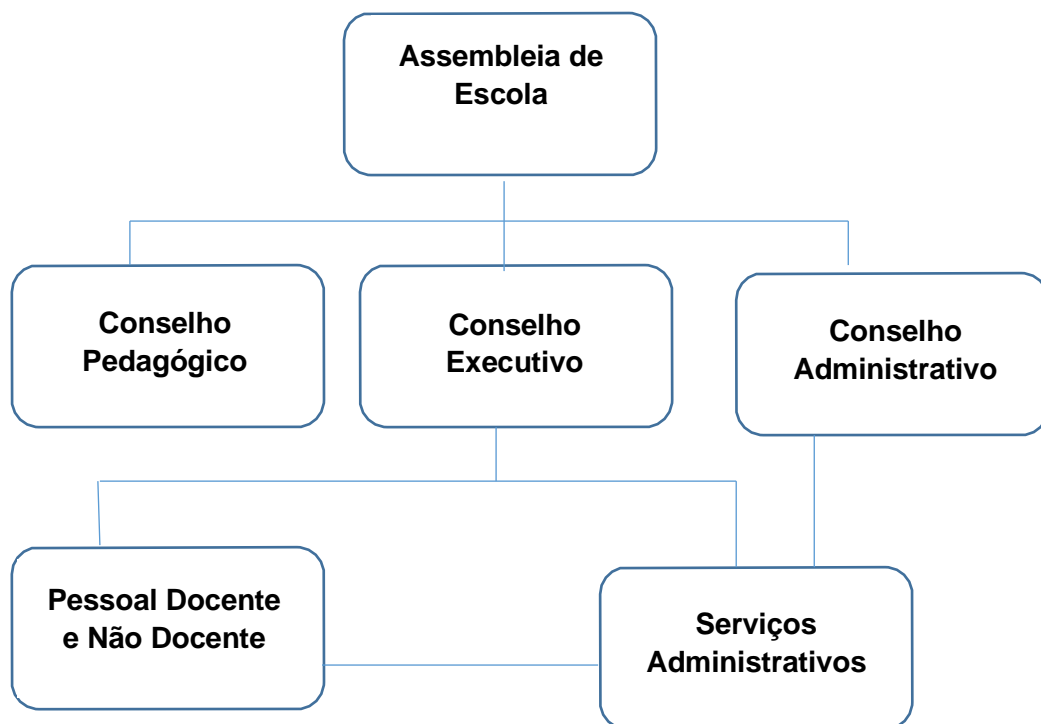 Assembleia de
Escola
Conselho
Pedagógico
Conselho
Executivo
Conselho
Administrativo
Pessoal Docente
e Não Docente
Serviços
Administrativos